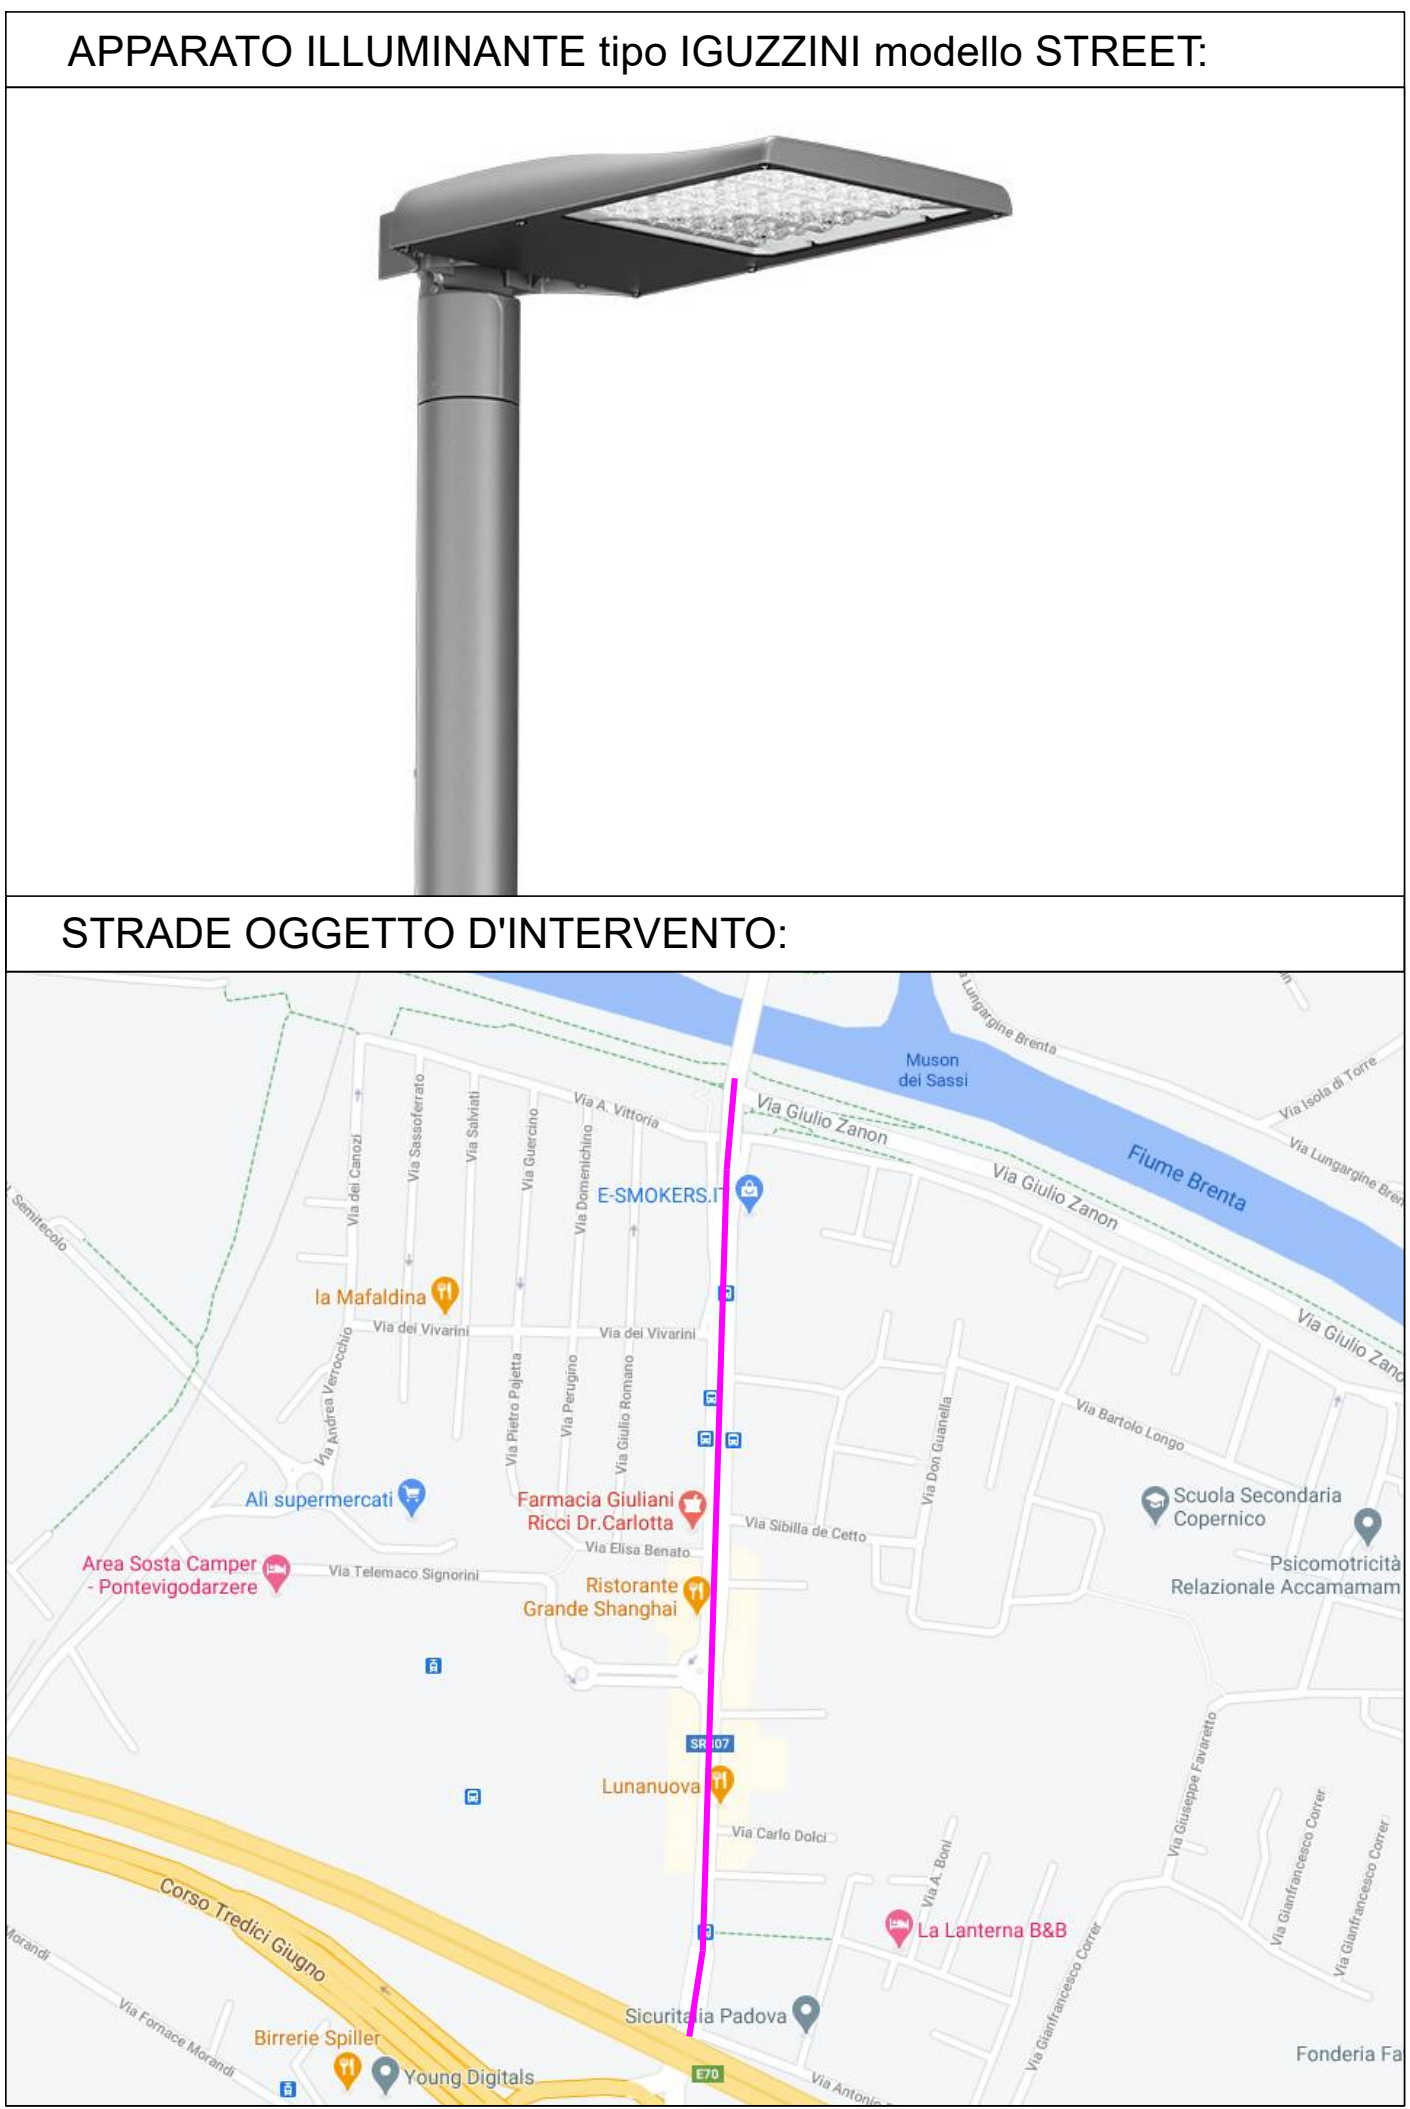 APPARATO ILLUMINANTE tipo IGUZZINI modello STREET:
STRADE OGGETTO D'INTERVENTO:
Lungargine Brenta
Muson
dei Sassi
Via Isola di Torre
Via A. Vittoria
Via Giulio Zanon
Via Lungargine Bren
Fiume Brenta
Via Sassoferrato
Via Salviati
Via Guercino
Via Domenichino
Via dei Canozi
E-SMOKERS.IT
Via Giulio Zanon
Semitecolo
la Mafaldina
Via dei Vivarini
Via dei Vivarini
Via Giulio Zano
Via Andrea Verrocchio
Via Pietro Pajetta
Via Perugino
Via Giulio Romano
Via Don Guanella
Via Bartolo Longo
Alì supermercati
Farmacia Giuliani
Ricci Dr.Carlotta
Via Sibilla de Cetto
Scuola Secondaria
Copernico
Via Elisa Benato
Area Sosta Camper
- Pontevigodarzere
Via Telemaco Signorini
Ristorante
Grande Shanghai
Psicomotricità
Relazionale Accamamam
Via Giuseppe Favaretto
Lunanuova
Via Carlo Dolci
Via A. Boni
Via Gianfrancesco Correr
Via Gianfrancesco Correr
Corso Tredici Giugno
La Lanterna B&B
Morandi
Via Gianfrancesco Correr
Via Fornace Morandi
Sicuritalia Padova
Birrerie Spiller
Young Digitals
E70
Via Antonio
Fonderia Fa